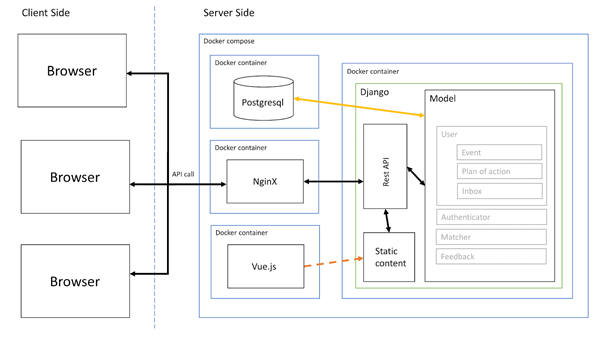 Client Side
Server Side
Docker compose
Browser
Docker container
Postgresql
Docker container
Django
Model
User
Event
Plan of action
Inbox
Authenticator
Matcher
Feedback
Rest API
Browser
API call
Docker container
NginX
Static
content
Browser
Docker container
Vue.js